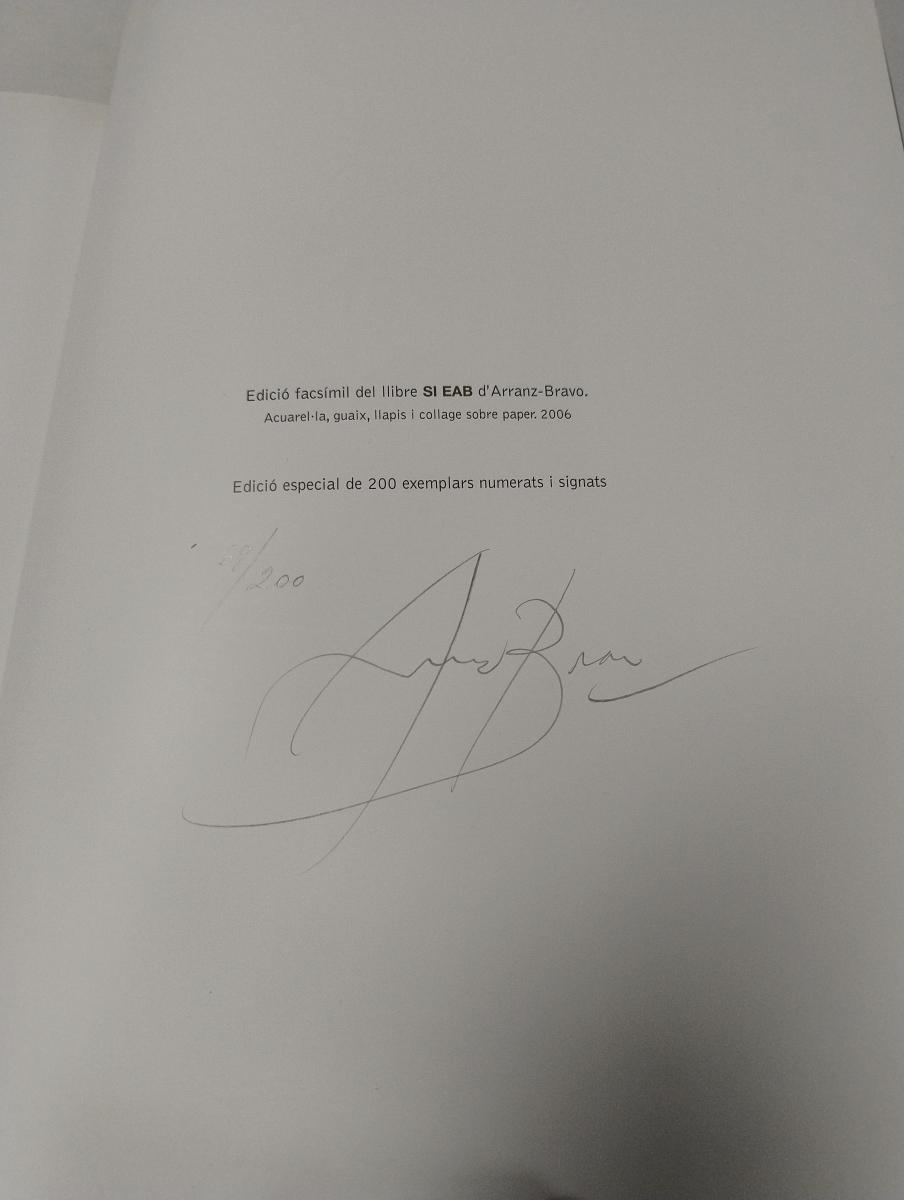 Edició facsímil del llibre SI EAB d'Arranz-Bravo.
Acuarel·la, guaix, llapis i collage sobre paper. 2006
Edició especial de 200 exemplars numerats i signats
/200